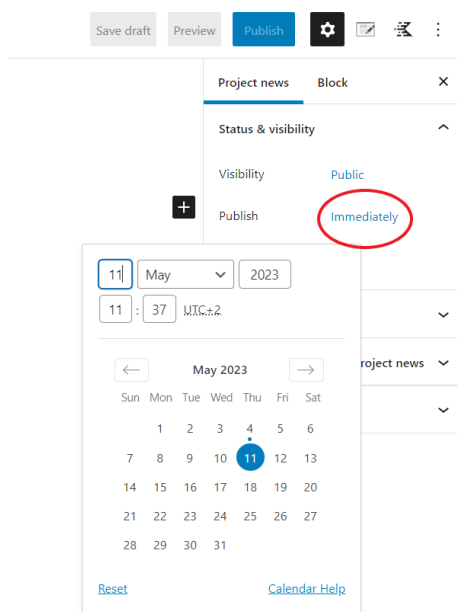 Save draft Preview Publish
Project news Block
Status & visibility
Visibility Public
Publish Immediately
11 May 2023
11 : 37 UTC+2
roject news
May 2023
Sun Mon Tue Wed Thu Fri Sat
1 2 3 4 5 6
7 8 9 10 11 12 13
14 15 16 17 18 19 20
21 22 23 24 25 26 27
28 29 30 31
Reset Calendar Help